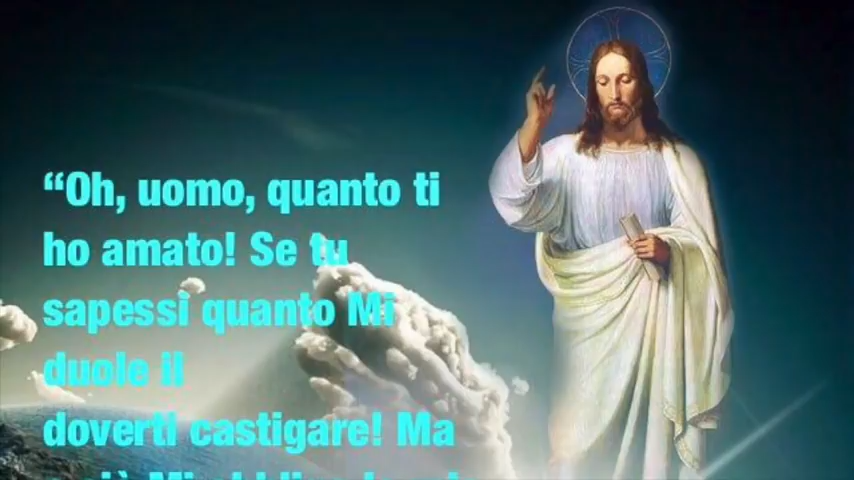 “Oh, uomo, quanto ti
ho amato! Se tu
sapessi quanto Mi
duole il
doverti castigare! Ma